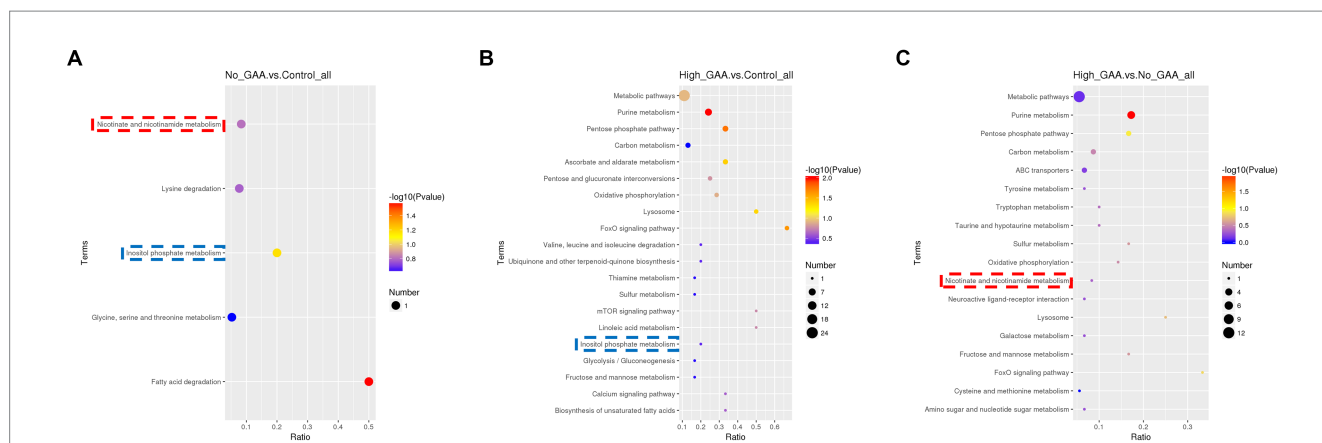 A
No_GAA.vs.Control_all
Nicotinate and nicotinamide metabolism
Lysine degradation
Inositol phosphate metabolism
Glycine, serine and threonine metabolism
Fatty acid degradation
Terms
0.1 0.2 0.3 0.4 0.5
Ratio
-log10(Pvalue)
1.4
1.2
1.0
0.8
Number
1
B
High_GAA.vs.Control_all
Metabolic pathways
Purine metabolism
Pentose phosphate pathway
Carbon metabolism
Ascorbate and aldarate metabolism
Pentose and glucuronate interconversions
Oxidative phosphorylation
Lysosome
FoxO signaling pathway
Valine, leucine and isoleucine degradation
Ubiquinone and other terpenoid-quinone biosynthesis
Thiamine metabolism
Sulfur metabolism
mTOR signaling pathway
Linoleic acid metabolism
Inositol phosphate metabolism
Glycolysis / Gluconeogenesis
Fructose and mannose metabolism
Calcium signaling pathway
Biosynthesis of unsaturated fatty acids
Terms
0.1 0.2 0.3 0.4 0.5 0.6
Ratio
-log10(Pvalue)
2.0
1.5
1.0
0.5
Number
1
7
12
18
24
C
High_GAA.vs.No_GAA_all
Metabolic pathways
Purine metabolism
Pentose phosphate pathway
Carbon metabolism
ABC transporters
Tyrosine metabolism
Tryptophan metabolism
Taurine and hypotaurine metabolism
Sulfur metabolism
Oxidative phosphorylation
Nicotinate and nicotinamide metabolism
Neuroactive ligand-receptor interaction
Lysosome
Galactose metabolism
Fructose and mannose metabolism
FoxO signaling pathway
Cysteine and methionine metabolism
Amino sugar and nucleotide sugar metabolism
Terms
0.1 0.2 0.3
Ratio
-log10(Pvalue)
1.5
1.0
0.5
0.0
Number
1
4
6
9
12